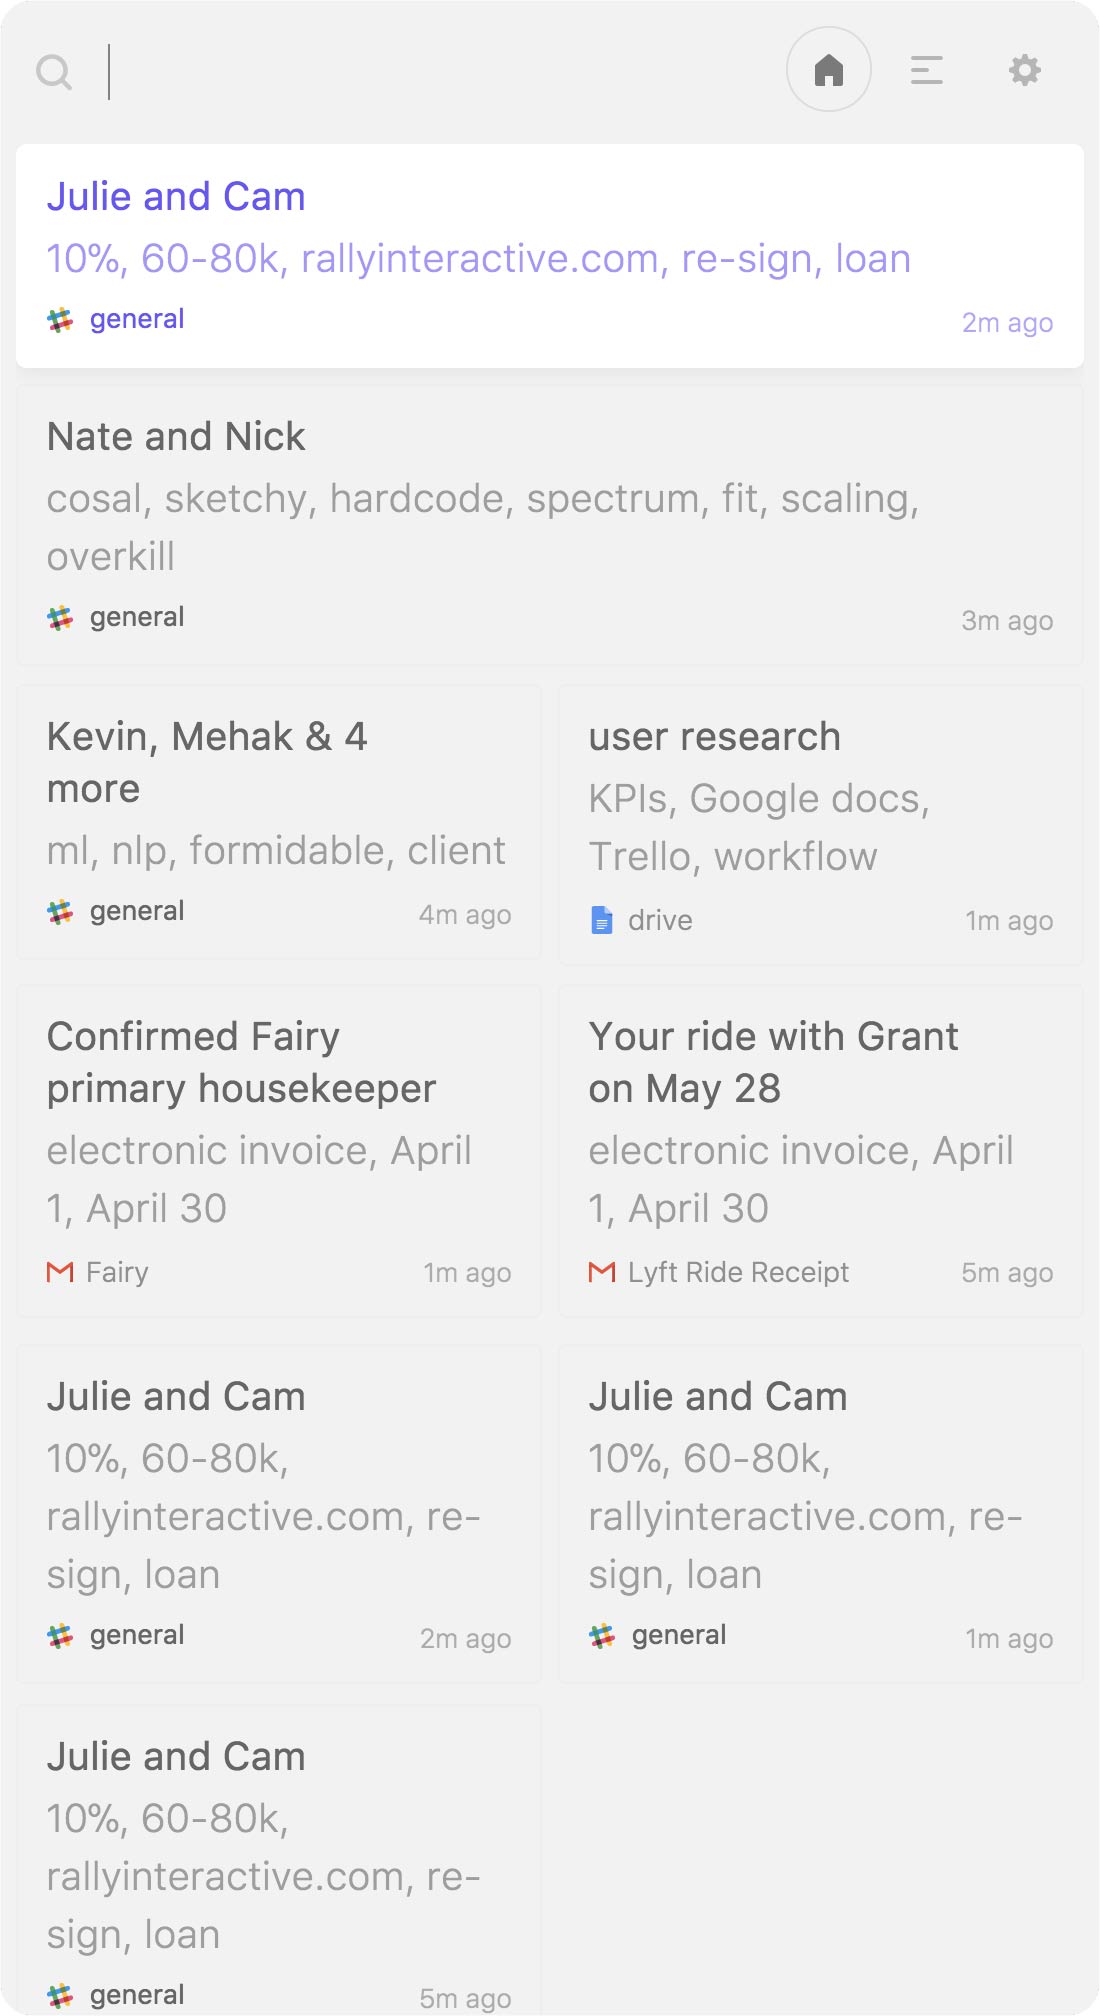 Julie and Cam
10%, 60-80k, rallyinteractive.com, re-sign, loan
general
2m ago
Nate and Nick
cosal, sketchy, hardcode, spectrum, fit, scaling,
overkill
general
3m ago
Kevin, Mehak & 4
more
ml, nlp, formidable, client
general
4m ago
user research
KPIs, Google docs,
Trello, workflow
drive
1m ago
Confirmed Fairy
primary housekeeper
electronic invoice, April
1, April 30
Fairy
1m ago
Your ride with Grant
on May 28
electronic invoice, April
1, April 30
Lyft Ride Receipt
5m ago
Julie and Cam
10%, 60-80k,
rallyinteractive.com, re-
sign, loan
general
2m ago
Julie and Cam
10%, 60-80k,
rallyinteractive.com, re-
sign, loan
general
1m ago
Julie and Cam
10%, 60-80k,
rallyinteractive.com, re-
sign, loan
general
5m ago